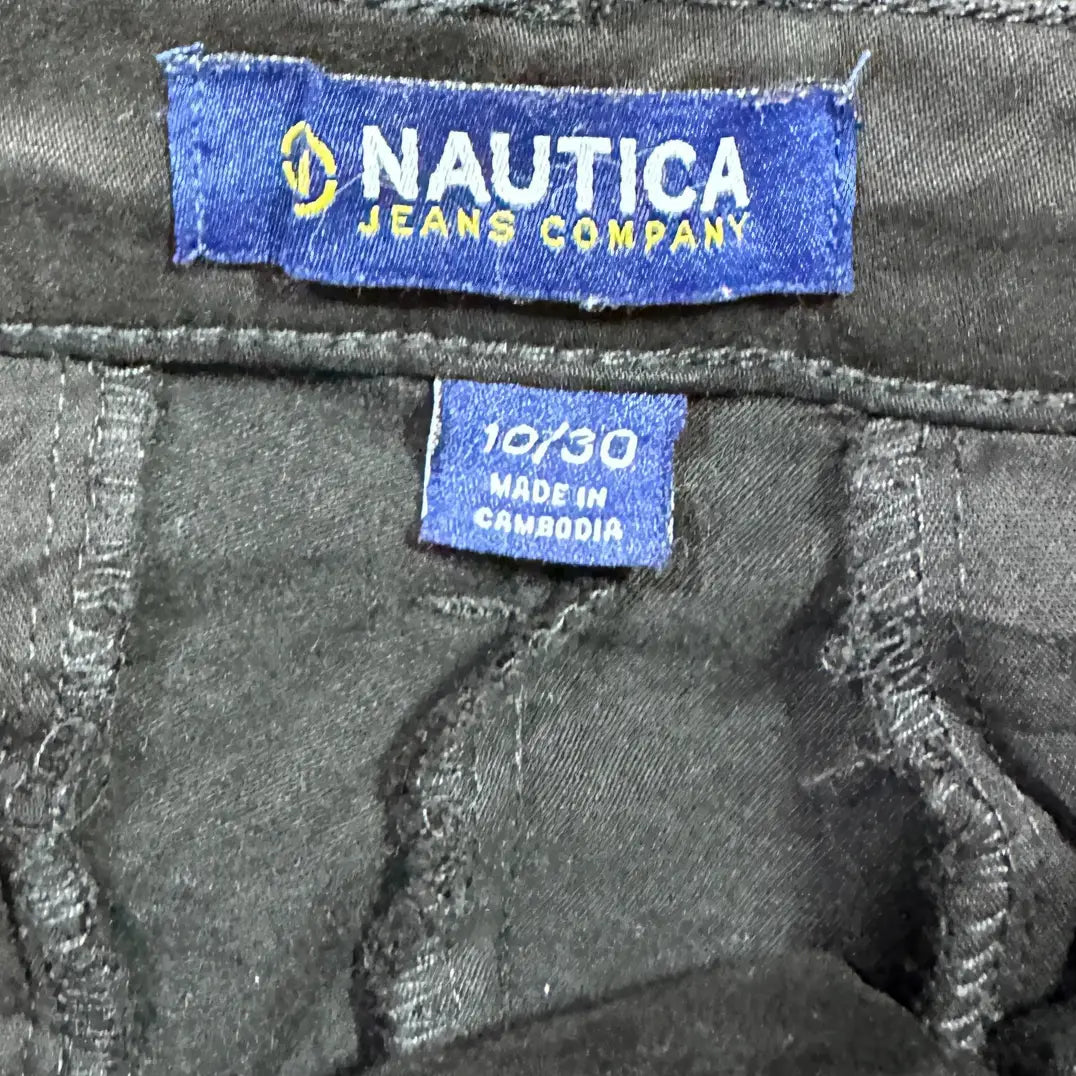 NAUTICA
JEANS COMPANY
10/30
MADE IN
CAMBODIA